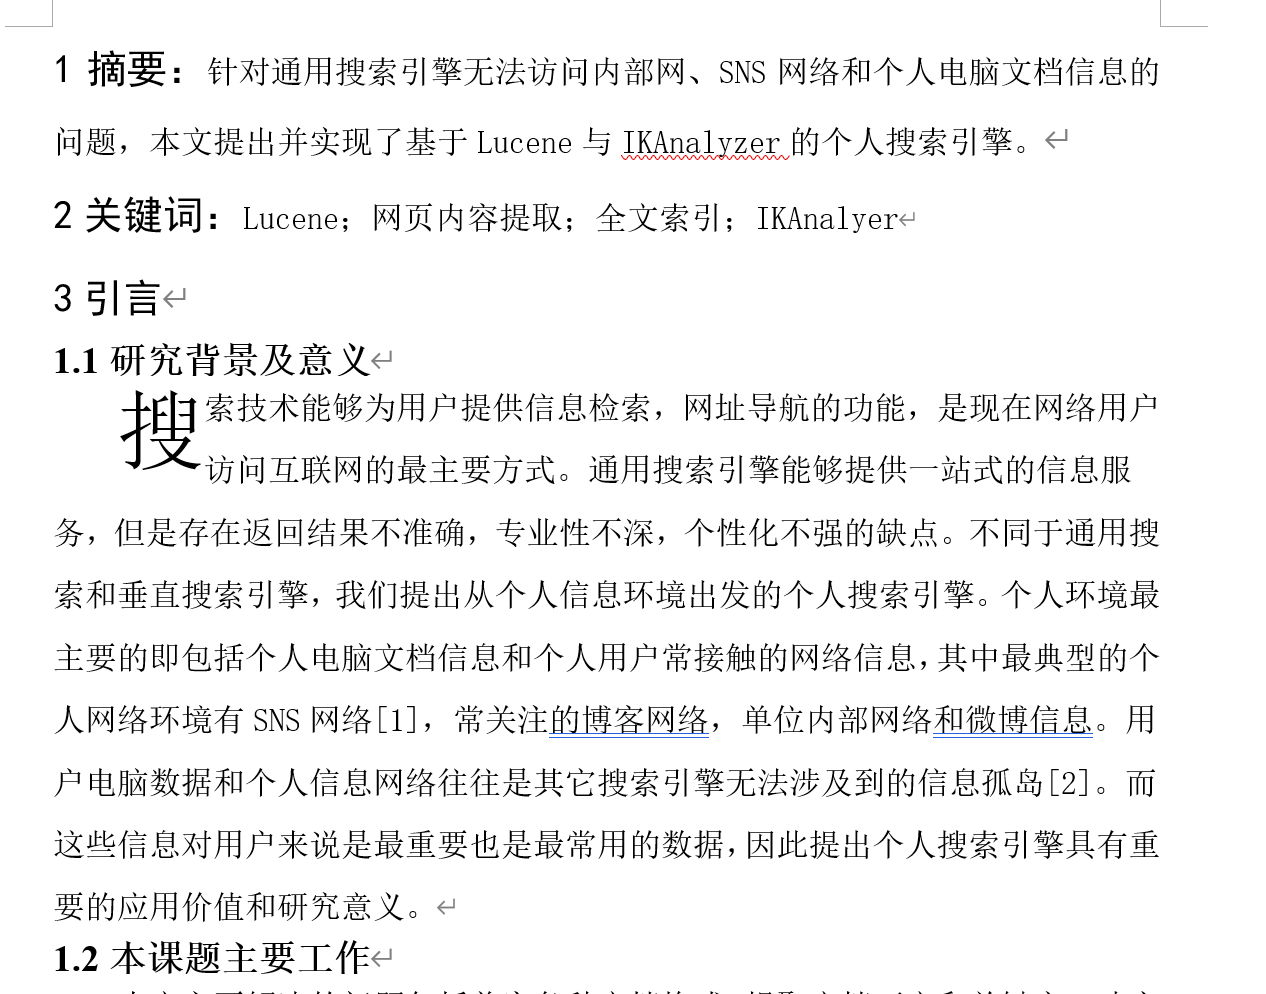 1 摘要：针对通用搜索引擎无法访问内部网、SNS 网络和个人电脑文档信息的
问题，本文提出并实现了基于 Lucene 与 IKAnalyzer 的个人搜索引擎。
2 关键词：Lucene；网页内容提取；全文索引；IKAnalyer
3 引言
1.1 研究背景及意义
搜索技术能够为用户提供信息检索，网址导航的功能，是现在网络用户
访问互联网的最主要方式。通用搜索引擎能够提供一站式的信息服
务，但是存在返回结果不准确，专业性不深，个性化不强的缺点。不同于通用搜
索和垂直搜索引擎，我们提出从个人信息环境出发的个人搜索引擎。个人环境最
主要的即包括个人电脑文档信息和个人用户常接触的网络信息，其中最典型的个
人网络环境有 SNS 网络[1]，常关注的博客网络，单位内部网络和微博信息。用
户电脑数据和个人信息网络往往是其它搜索引擎无法涉及到的信息孤岛[2]。而
这些信息对用户来说是最重要也是最常用的数据，因此提出个人搜索引擎具有重
要的应用价值和研究意义。
1.2 本课题主要工作